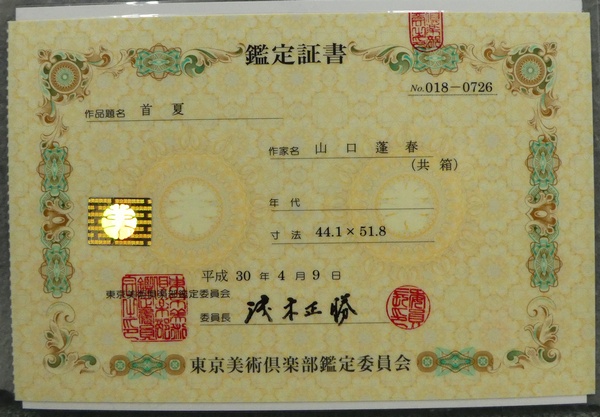 鑑定証書
No.018-0726
作品題名 首夏
作家名 山口蓬春
(共箱)
年代
寸法 44.1×51.8
平成30年4月9日
東京美術倶楽部鑑定委員会
委員長 浅木正勝
東京美術倶楽部鑑定委員会